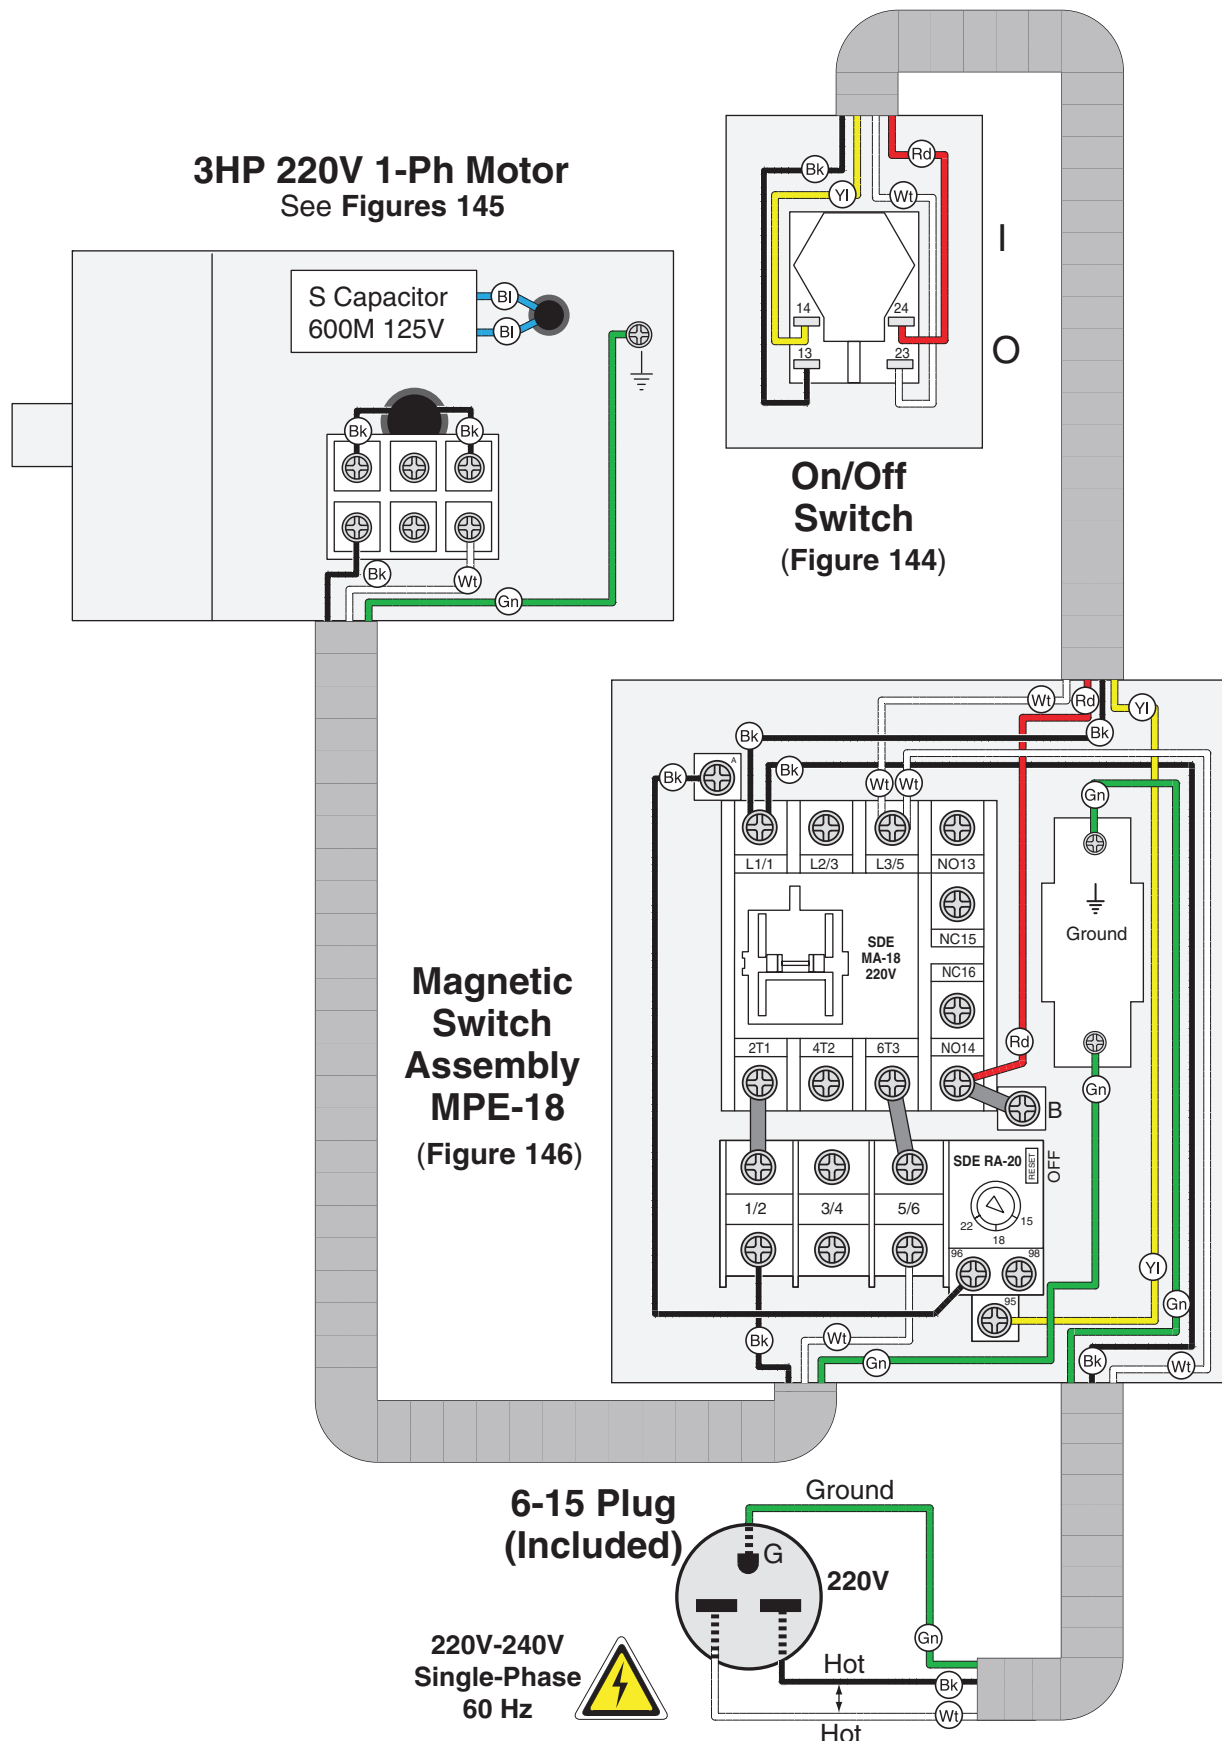 3HP 220V 1-Ph Motor
See Figures 145
S Capacitor
600M 125V
Bl
Bl
Bk
Bk
Bk
Wt
Gn
Bk
Yl
Wt
Rd
I
O
14
24
13
23
On/Off
Switch
(Figure 144)
Wt
Rd
Yl
Bk
Bk
Bk
A
Bk
Wt
Wt
Gn
L1/1
L2/3
L3/5
NO13
NC15
NC16
SDE
MA-18
220V
Ground
2T1
4T2
6T3
NO14
Rd
Gn
B
Magnetic
Switch
Assembly
MPE-18
(Figure 146)
1/2
3/4
5/6
SDE RA-20
RESET
OFF
22
15
18
96
98
95
Yl
Gn
Bk
Wt
Gn
Bk
Wt
6-15 Plug
(Included)
Ground
G
220V
Gn
Hot
Bk
Wt
Hot
220V-240V
Single-Phase
60 Hz